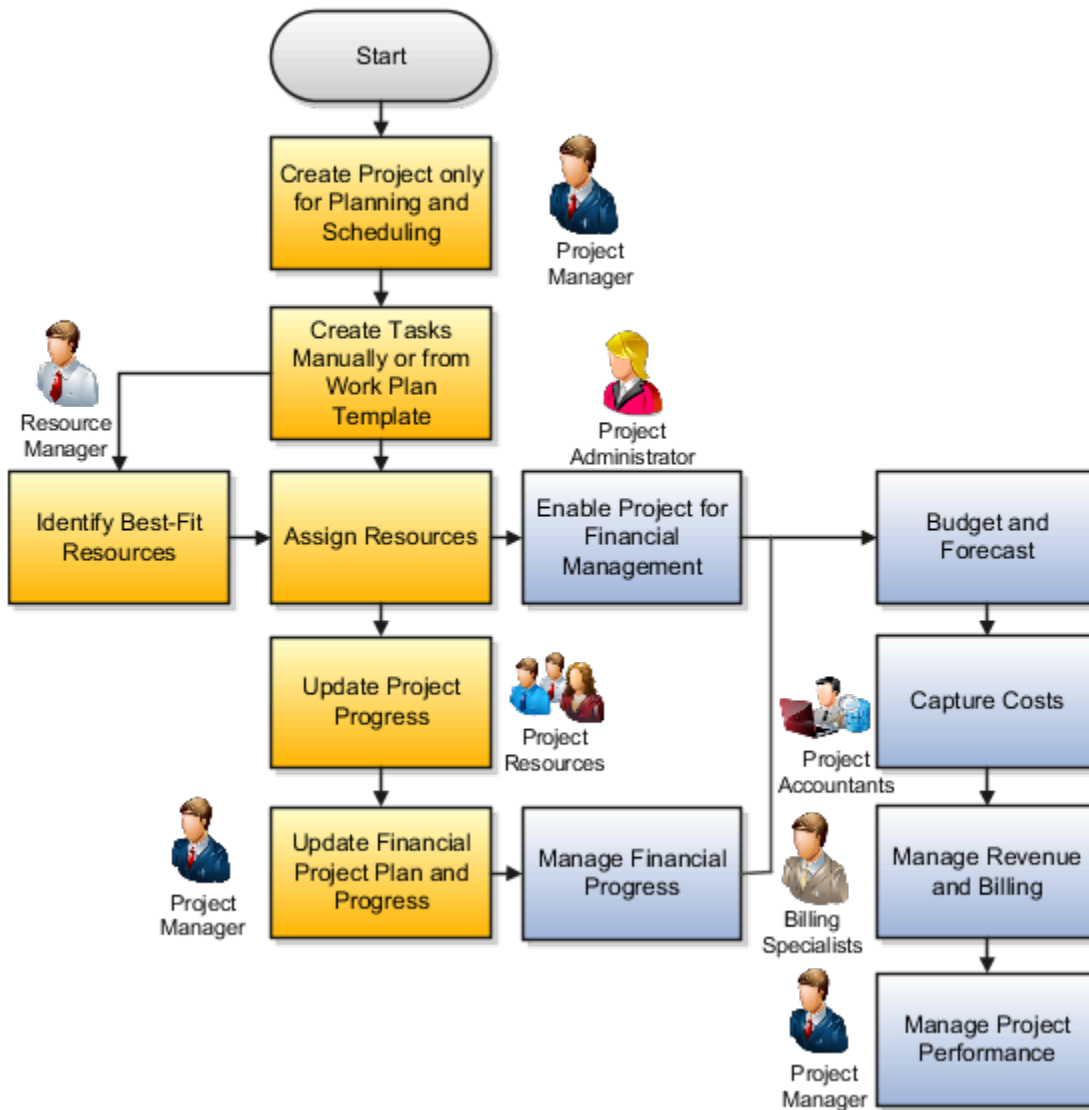 Start
Create Project only
for Planning and
Scheduling
Project
Manager
Create Tasks
Manually or from
Work Plan
Template
Resource
Manager
Project
Administrator
Identify Best-Fit
Resources
Assign Resources
Enable Project for
Financial
Management
Budget and
Forecast
Update Project
Progress
Project
Resources
Capture Costs
Project
Accountants
Update Financial
Project Plan and
Progress
Project
Manager
Manage Financial
Progress
Manage Revenue
and Billing
Billing
Specialists
Manage Project
Performance
Project
Manager